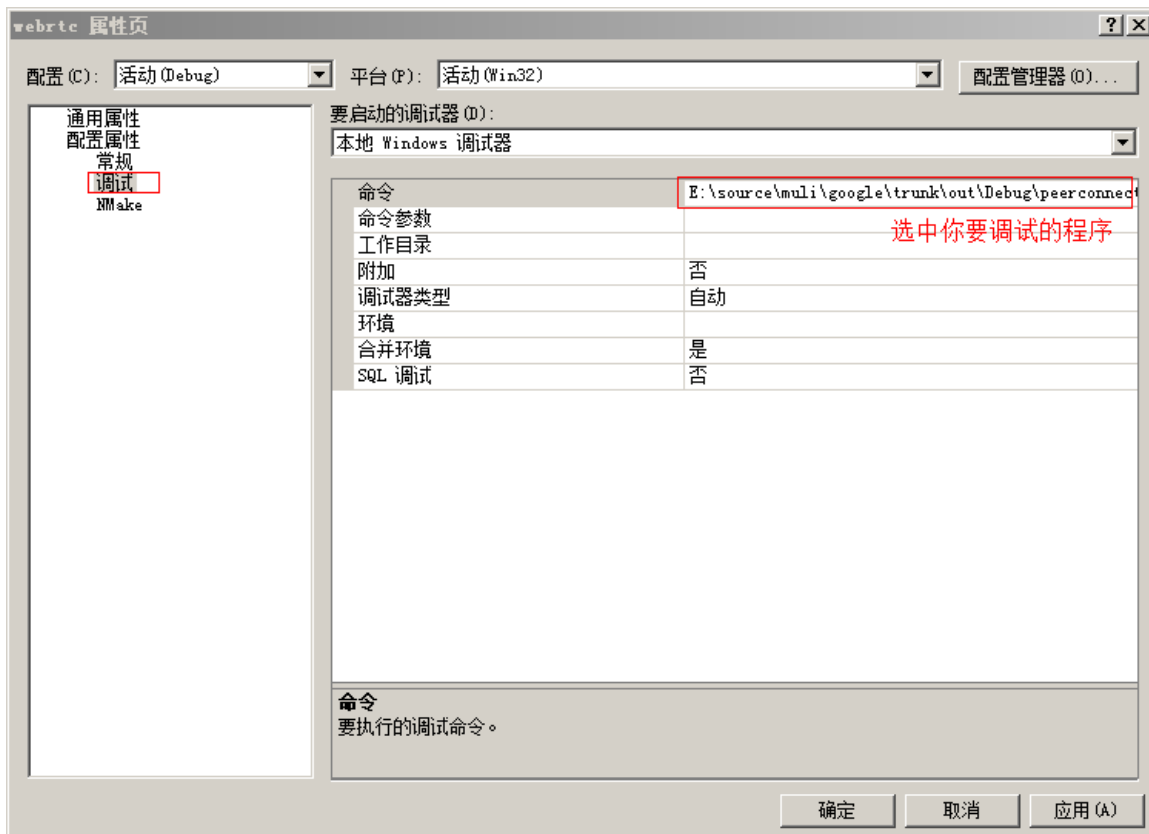 webrtc 属性页
配置(C): 活动(Debug) 平台(P): 活动(Win32) 配置管理器(O)...
通用属性
配置属性
常规
调试
NMake
要启动的调试器(D):
本地 Windows 调试器
命令 E:\source\muli\google\trunk\out\Debug\peerconnect
命令参数
选中你要调试的程序
工作目录
附加 否
调试器类型 自动
环境
合并环境 是
SQL 调试 否
命令
要执行的调试命令。
确定 取消 应用(A)